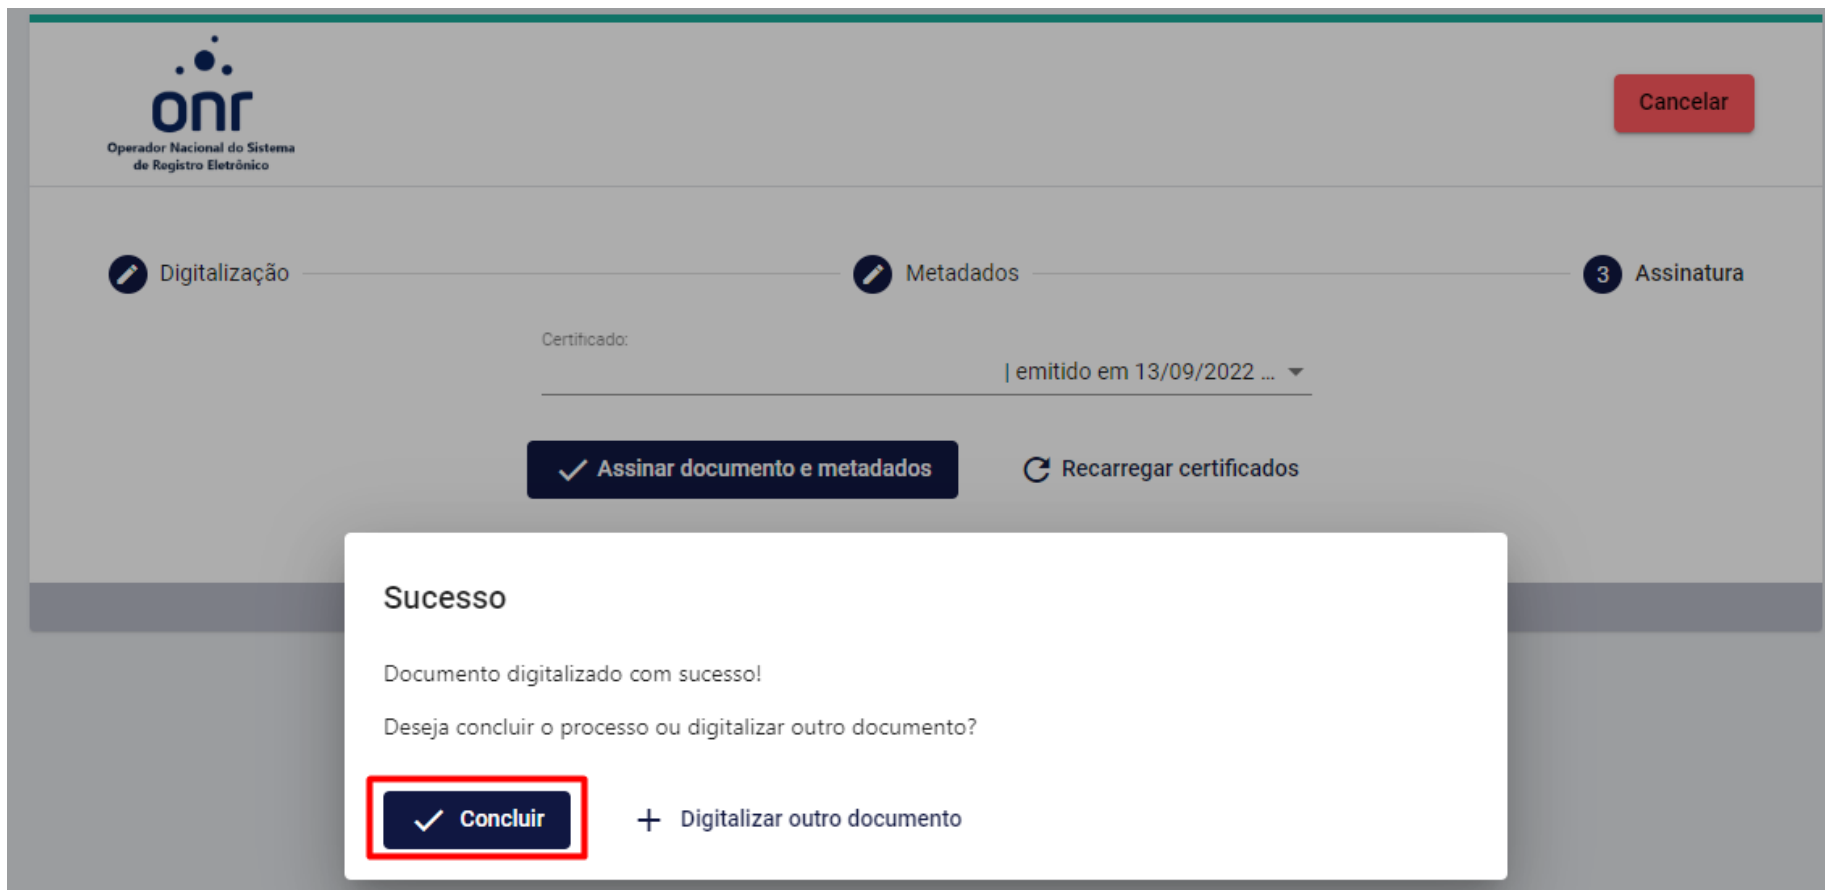 onr
Operador Nacional do Sistema
de Registro Eletrônico
Cancelar
Digitalização
Metadados
3 Assinatura
Certificado:
| emitido em 13/09/2022 ...
Assinar documento e metadados
Recarregar certificados
Sucesso
Documento digitalizado com sucesso!
Deseja concluir o processo ou digitalizar outro documento?
Concluir
+ Digitalizar outro documento